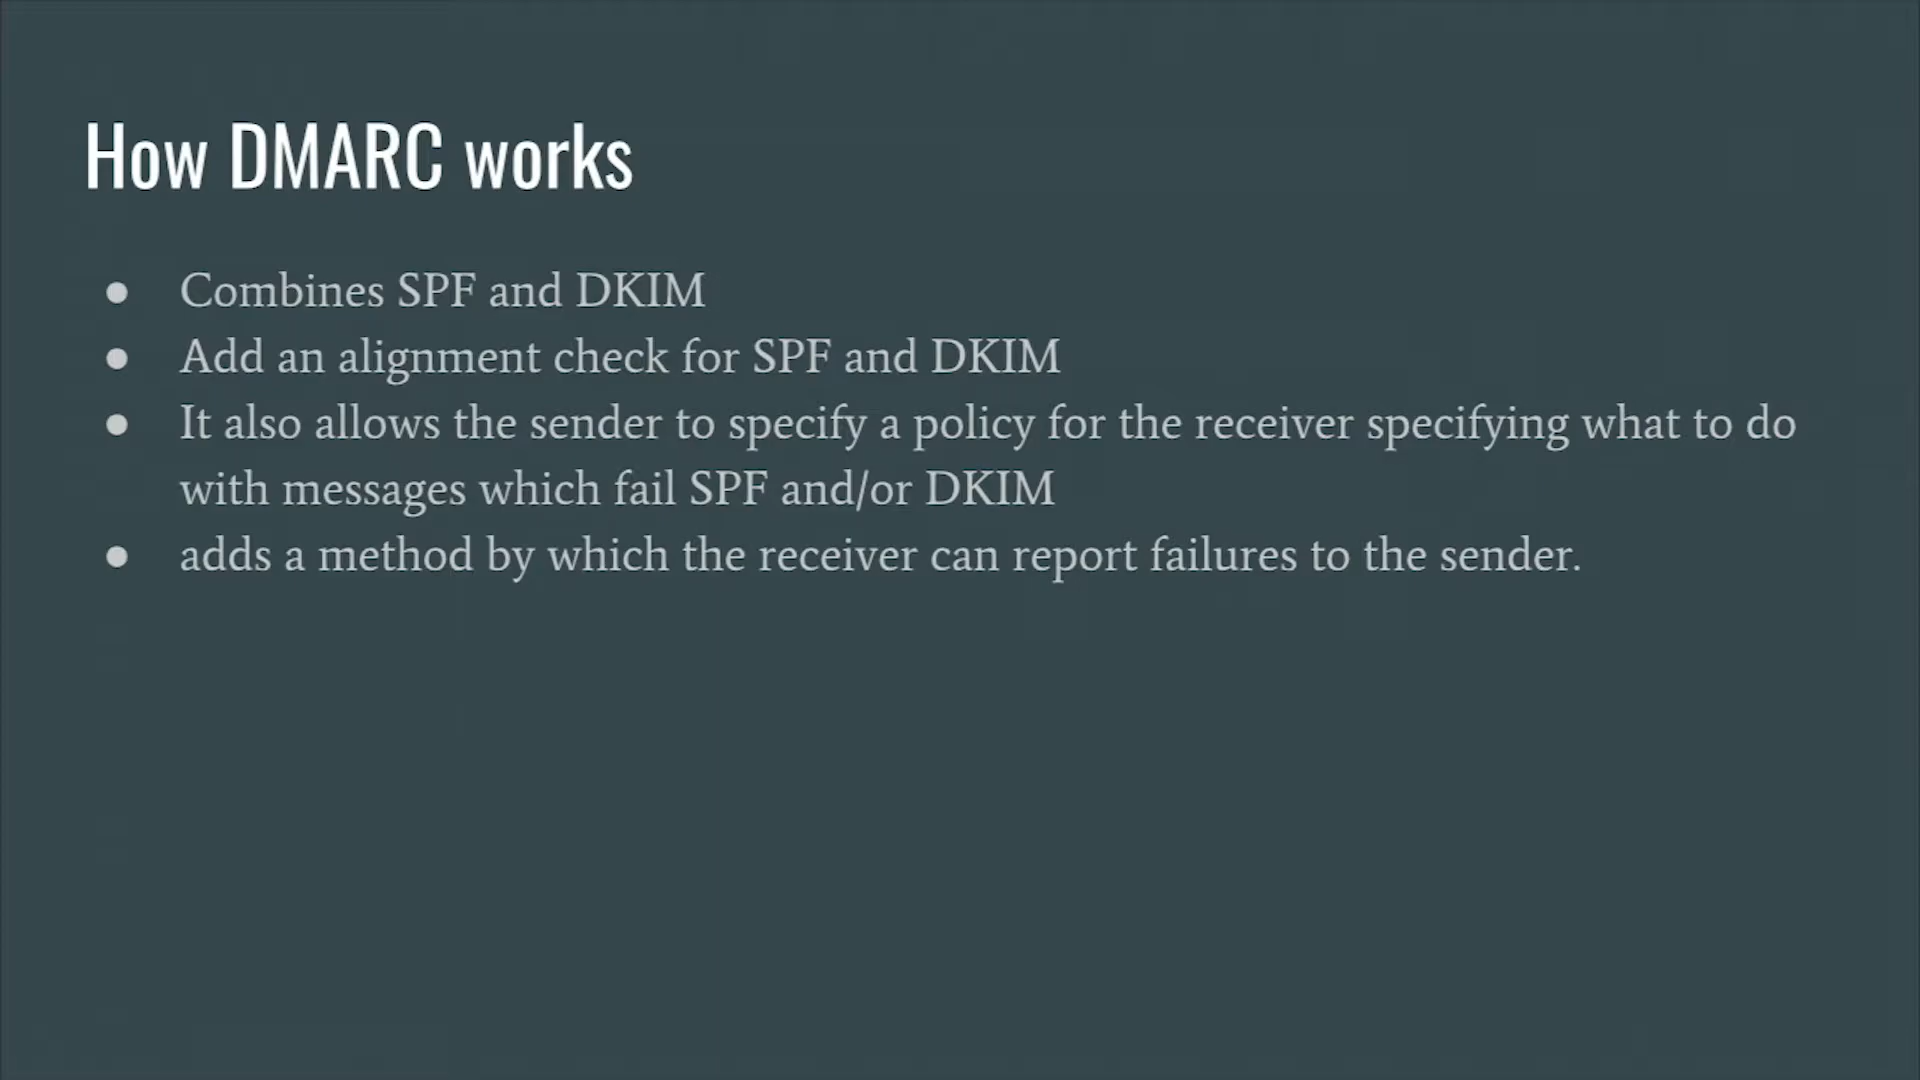 How DMARC works
● Combines SPF and DKIM
● Add an alignment check for SPF and DKIM
● It also allows the sender to specify a policy for the receiver specifying what to do
with messages which fail SPF and/or DKIM
● adds a method by which the receiver can report failures to the sender.